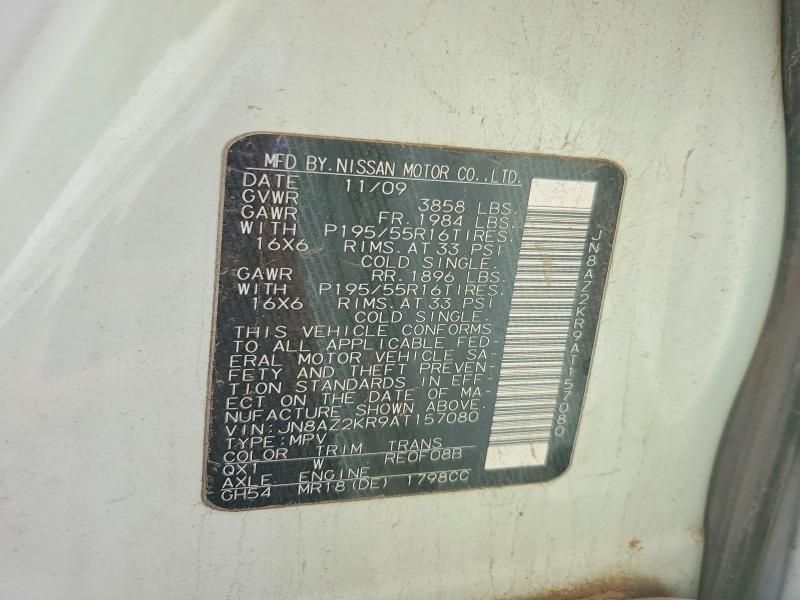 MFD BY. NISSAN MOTOR CO., LTD.
DATE 11/09
GVWR 3858 LBS.
GAWR FR. 1984 LBS.
WITH P195/55R16TIRES.
16X6 RIMS. AT 33 PSI
COLD SINGLE.
GAWR RR. 1896 LBS.
WITH P195/55R16TIRES.
16X6 RIMS. AT 33 PSI
COLD SINGLE.
THIS VEHICLE CONFORMS
TO ALL APPLICABLE FED-
ERAL MOTOR VEHICLE SA-
FETY AND THEFT PREVEN-
TION STANDARDS IN EFF-
ECT ON THE DATE OF MA-
NUFACTURE SHOWN ABOVE.
VIN: JN8AZ2KR9AT157080
TYPE: MPV
COLOR TRIM TRANS
QX1 W RE0F08B
AXLE ENGINE
GH54 MR18(DE) 1798CC
JN8AZ2KR9AT157080